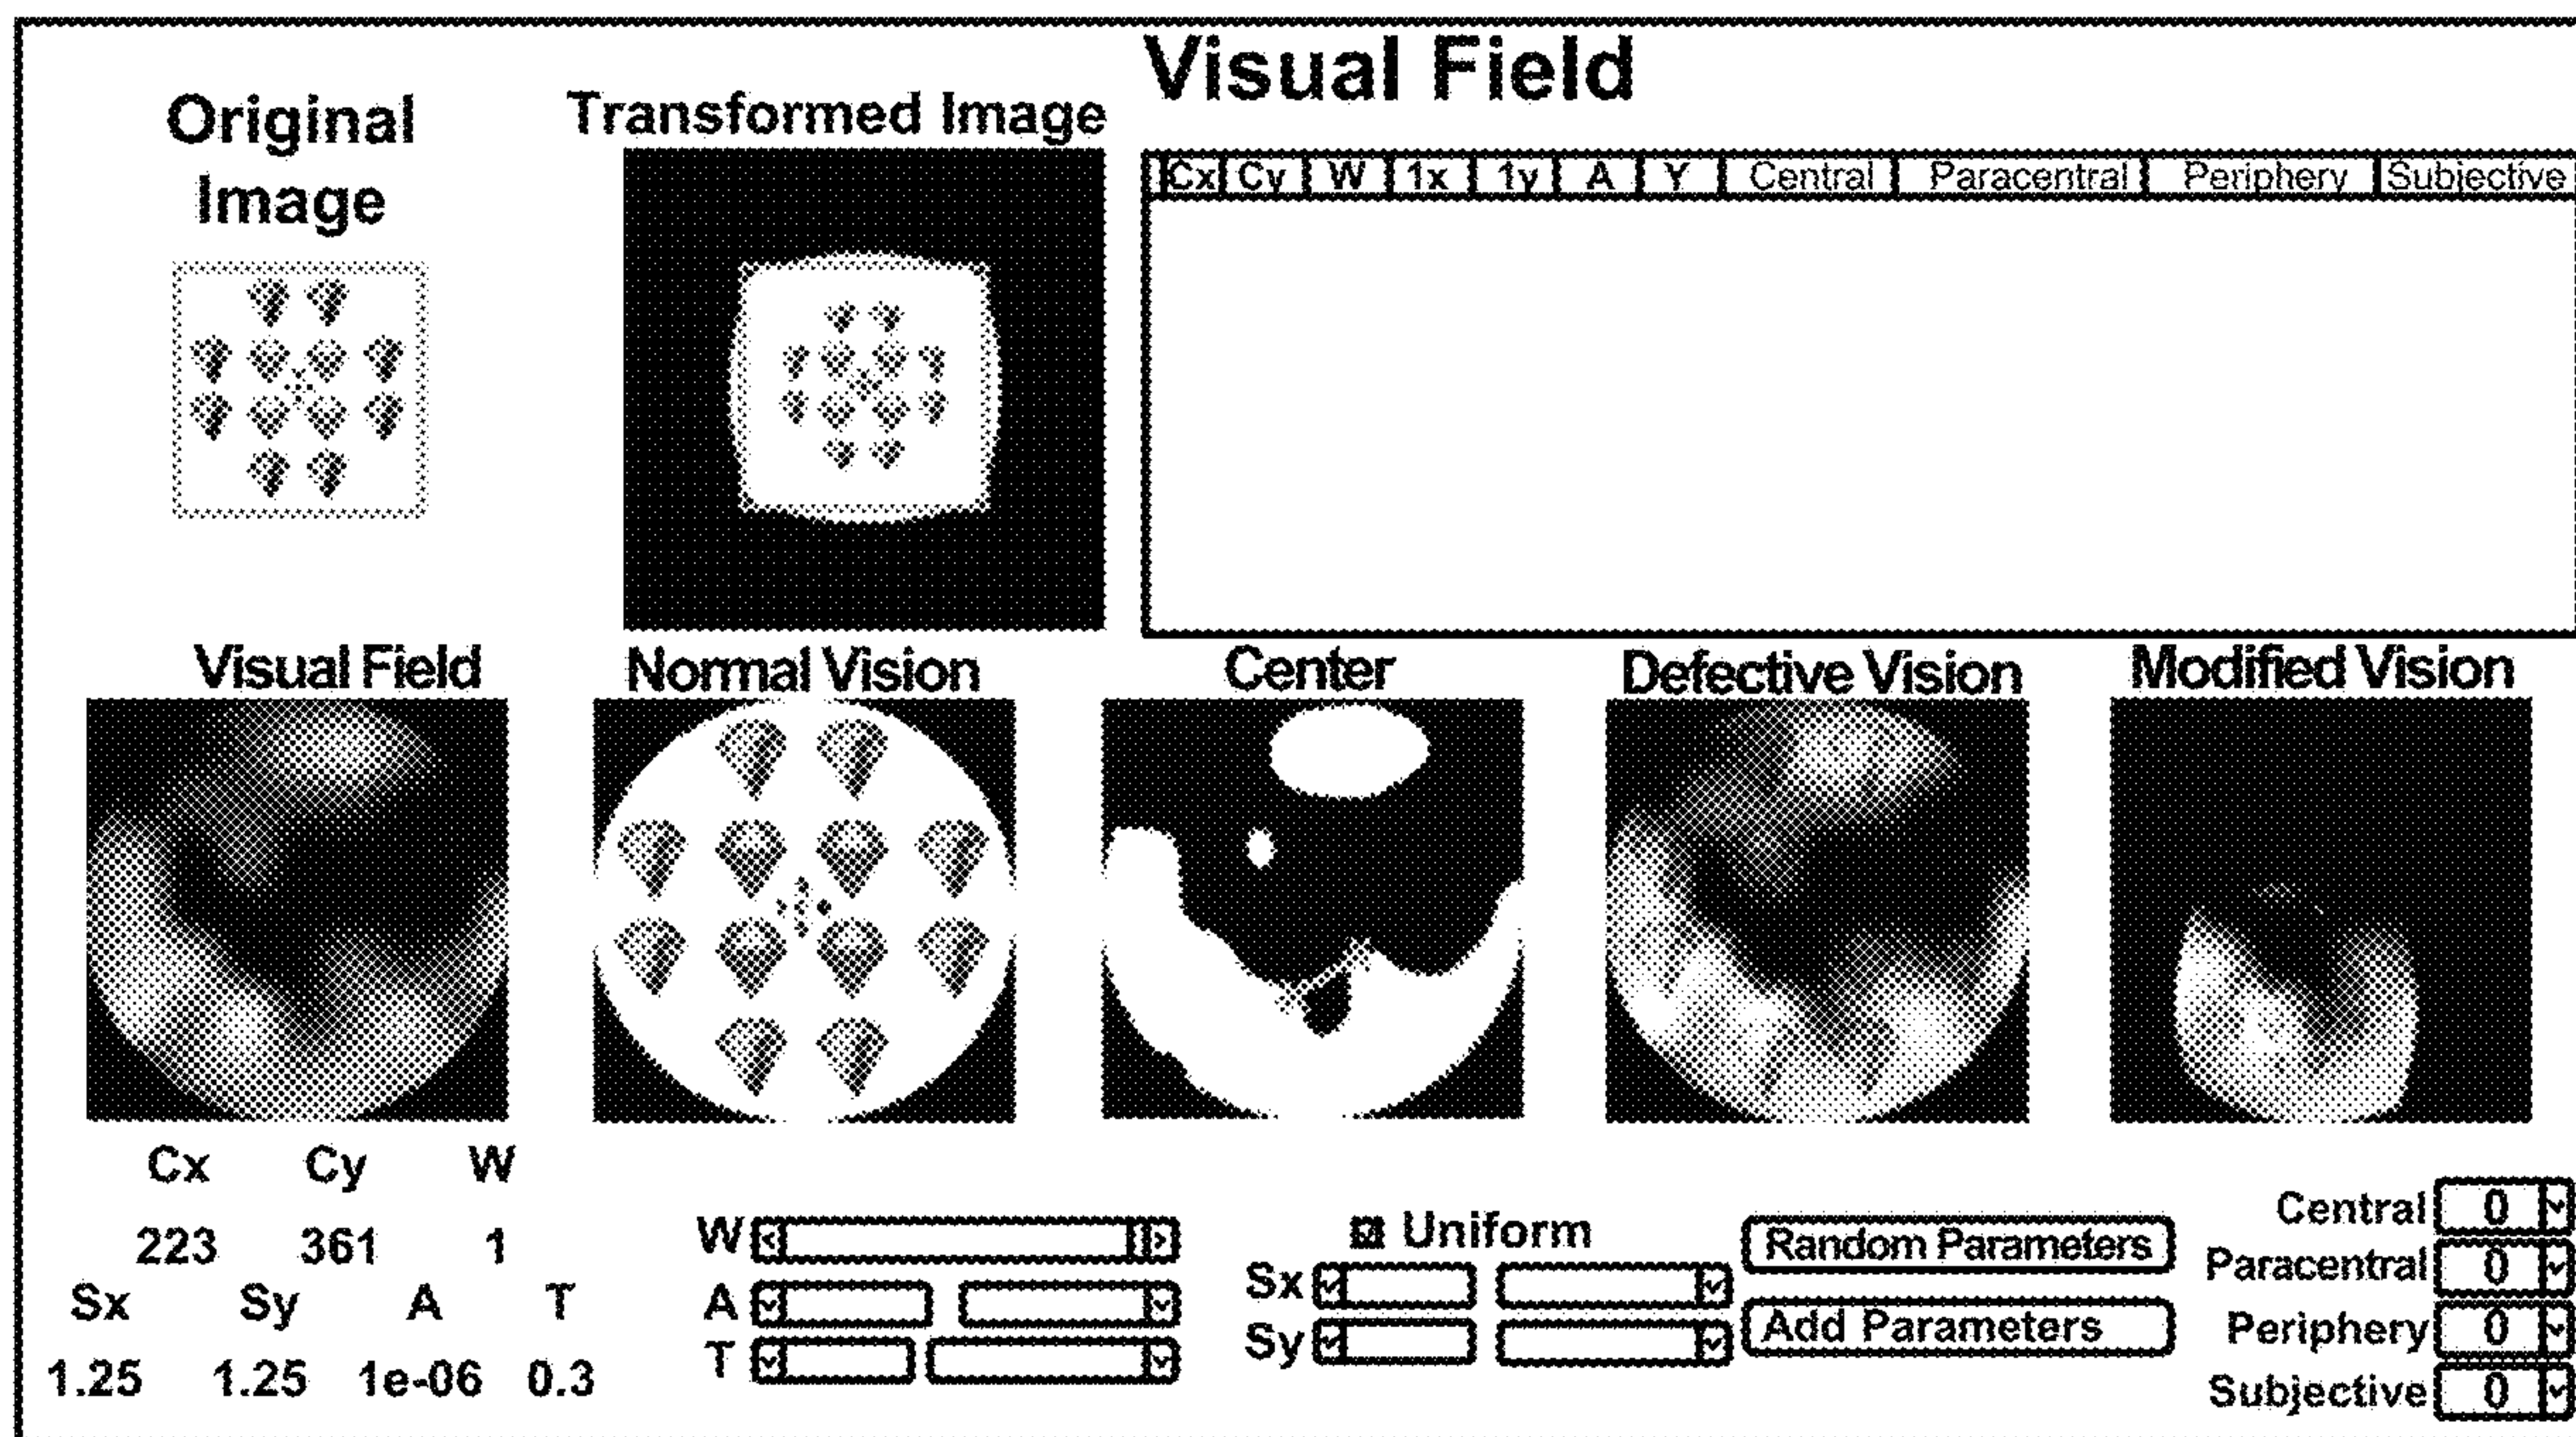 Visual Field
Original
Image
Transformed Image
Cx Cy W 1x 1y A Y Central Paracentral Periphery Subjective
Visual Field Normal Vision Center Defective Vision Modified Vision
Cx Cy W
223 361 1
Sx Sy A T
1.25 1.25 1e-06 0.3
W
A
T
Uniform
Sx
Sy
Random Parameters
Add Parameters
Central 0
Paracentral 0
Periphery 0
Subjective 0